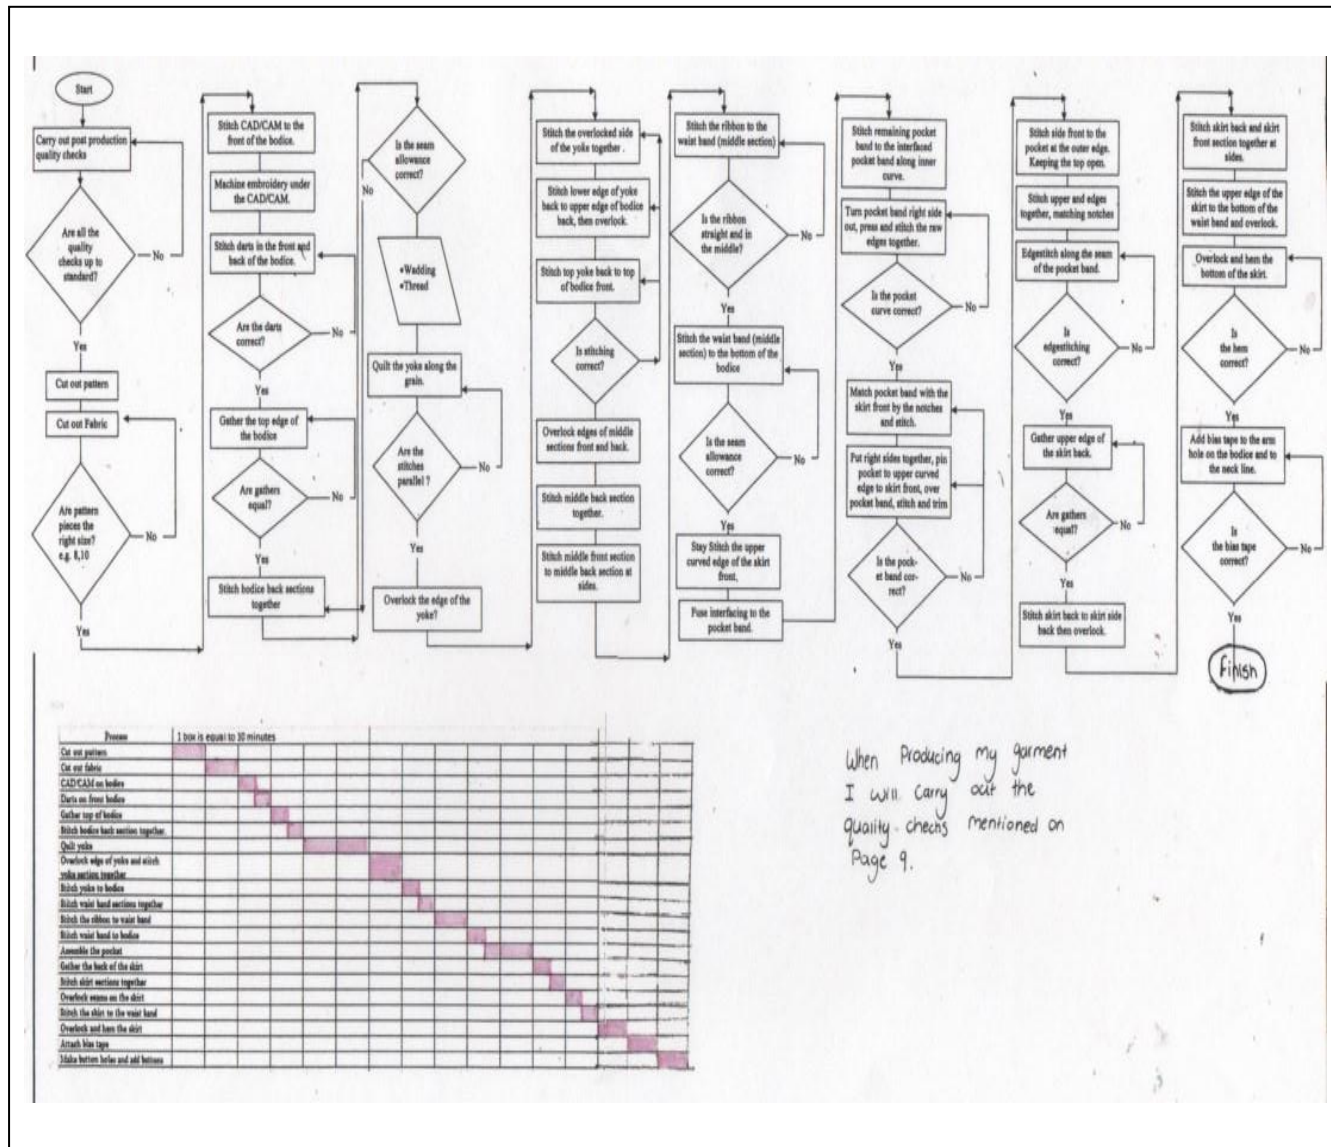 Start
Carry out post production
quality checks
Are all the
quality
checks up to
standard?
No
Yes
Cut out pattern
Cut out Fabric
Are pattern
pieces the
right size?
e.g. 8,10
No
Yes
Stitch CAD/CAM to the
front of the bodice.
Machine embroidery under
the CAD/CAM.
Stitch darts in the front and
back of the bodice.
Are the darts
correct?
No
Yes
Gather the top edge of
the bodice
Are gathers
equal?
No
Yes
Stitch bodice back sections
together
Is the seam
allowance
correct?
No
•Wadding
•Thread
Quilt the yoke along the
grain.
Are the
stitches
parallel ?
No
Yes
Overlock the edge of the
yoke?
Stitch the overlocked side
of the yoke together .
Stitch lower edge of yoke
back to upper edge of bodice
back, then overlock.
Stitch top yoke back to top
of bodice front.
Is stitching
correct?
Overlock edges of middle
sections front and back.
Stitch middle back section
together.
Stitch middle front section
to middle back section at
sides.
Stitch the ribbon to the
waist band (middle section)
Is the ribbon
straight and in
the middle?
No
Yes
Stitch the waist band (middle
section) to the bottom of the
bodice
Is the seam
allowance
correct?
No
Yes
Stay Stitch the upper
curved edge of the skirt
front,
Fuse interfacing to the
pocket band.
Stitch remaining pocket
band to the interfaced
pocket band along inner
curve.
Turn pocket band right side
out, press and stitch the raw
edges together.
Is the pocket
curve correct?
No
Yes
Match pocket band with the
skirt front by the notches
and stitch.
Put right sides together, pin
pocket to upper curved
edge to skirt front, over
pocket band, stitch and trim
Is the pock-
et band cor-
rect?
No
Yes
Stitch side front to the
pocket at the outer edge.
Keeping the top open.
Stitch upper and edges
together, matching notches
Edgestitch along the seam
of the pocket band.
Is
edgestitching
correct?
No
Yes
Gather upper edge of
the skirt back.
Are gathers
equal?
No
Yes
Stitch skirt back to skirt side
back then overlock.
Stitch skirt back and skirt
front section together at
sides.
Stitch the upper edge of the
skirt to the bottom of the
waist band and overlock.
Overlock and hem the
bottom of the skirt.
Is
the hem
correct?
No
Yes
Add bias tape to the arm
hole on the bodice and to
the neck line.
Is
the bias tape
correct?
No
Yes
Finish
Process 1 box is equal to 30 minutes
Cut out pattern
Cut out fabric
CAD/CAM on bodice
Darts on front bodice
Gather top of bodice
Stitch bodice back section together.
Quilt yoke
Overlock edge of yoke and stitch
yoke section together
Stitch yoke to bodice
Stitch waist band sections together
Stitch the ribbon to waist band
Stitch waist band to bodice
Assemble the pocket
Gather the back of the skirt
Stitch skirt sections together
Overlock seams on the skirt
Stitch the skirt to the waist band
Overlock and hem the skirt
Attach bias tape
Make button holes and add buttons
When Producing my garment
I will carry out the
quality checks mentioned on
Page 9.